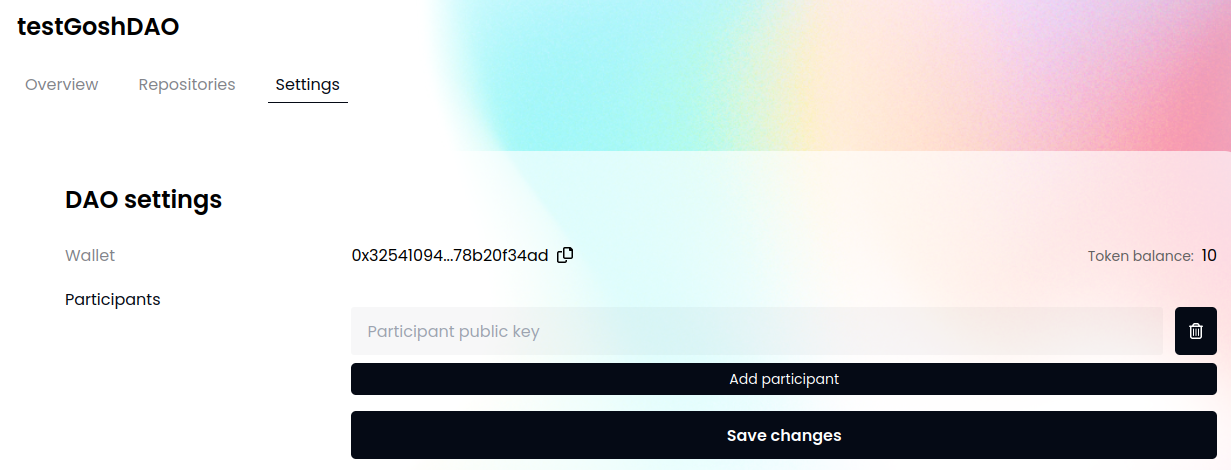 testGoshDAO
Overview Repositories Settings
DAO settings
Wallet 0x32541094...78b20f34ad Token balance: 10
Participants
Participant public key
Add participant
Save changes